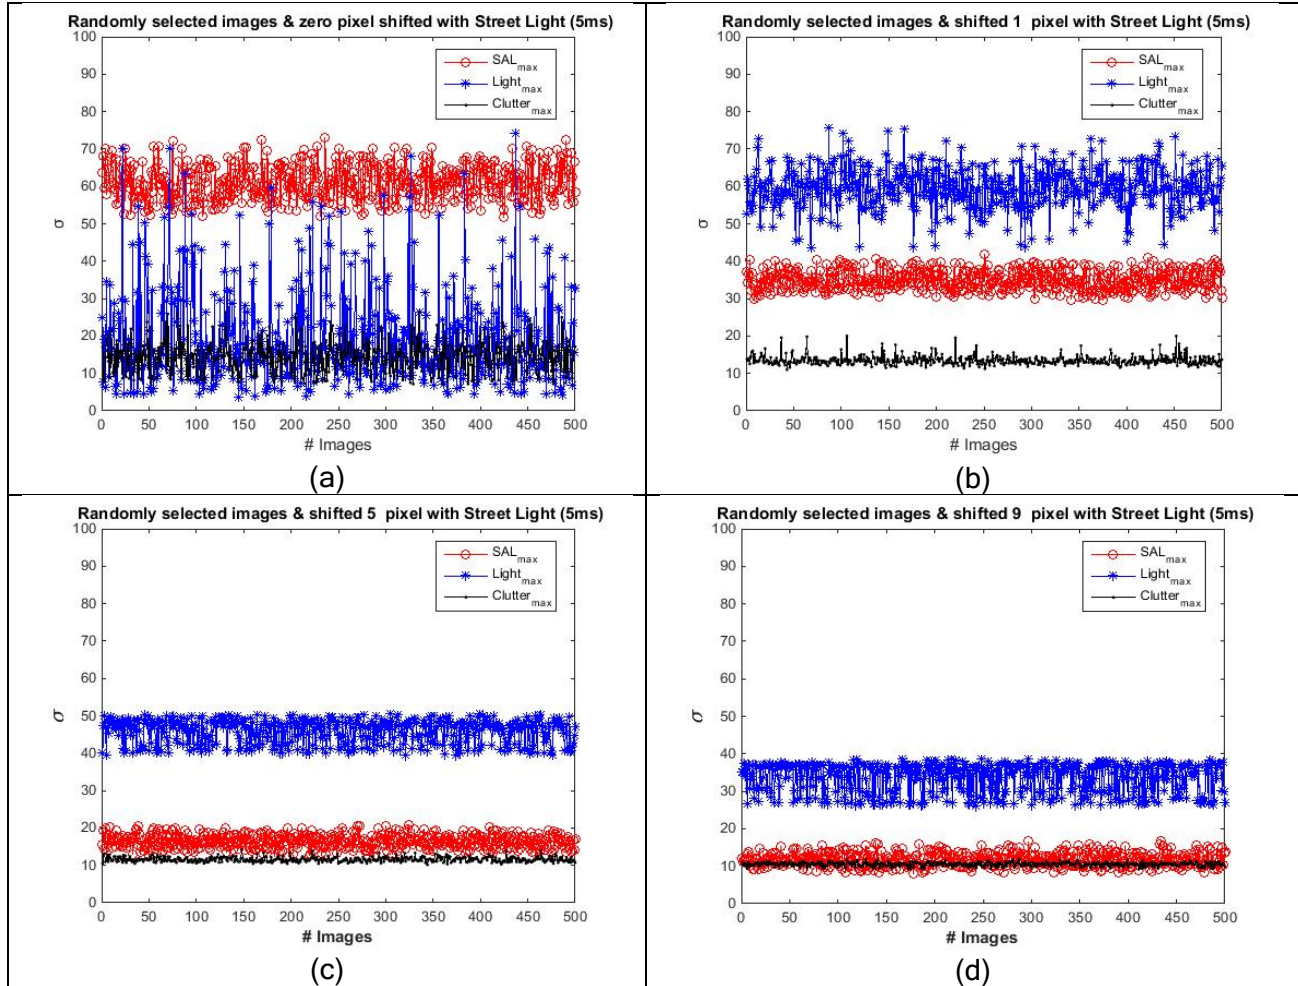 Randomly selected images & zero pixel shifted with Street Light (5ms)
100
90
80
70
60
50
40
30
20
10
0
σ
SALmax
Lightmax
Cluttermax
0 50 100 150 200 250 300 350 400 450 500
# Images
(a)
Randomly selected images & shifted 1 pixel with Street Light (5ms)
100
90
80
70
60
50
40
30
20
10
0
σ
SALmax
Lightmax
Cluttermax
0 50 100 150 200 250 300 350 400 450 500
# Images
(b)
Randomly selected images & shifted 5 pixel with Street Light (5ms)
100
90
80
70
60
50
40
30
20
10
0
σ
SALmax
Lightmax
Cluttermax
0 50 100 150 200 250 300 350 400 450 500
# Images
(c)
Randomly selected images & shifted 9 pixel with Street Light (5ms)
100
90
80
70
60
50
40
30
20
10
0
σ
SALmax
Lightmax
Cluttermax
0 50 100 150 200 250 300 350 400 450 500
# Images
(d)